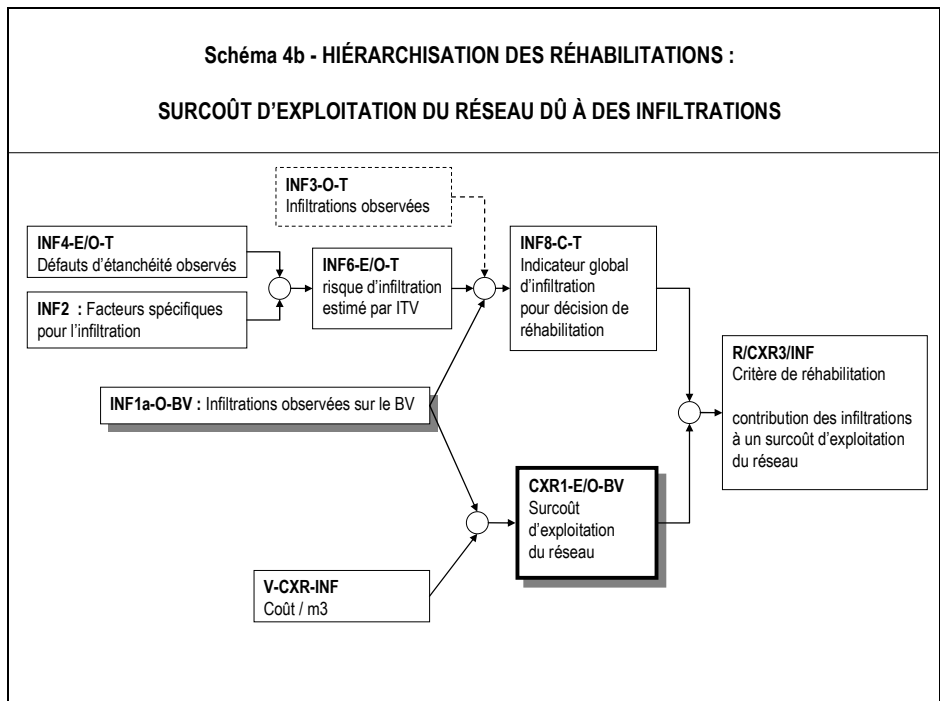 Schéma 4b - HIÉRARCHISATION DES RÉHABILITATIONS :
SURCOÛT D’EXPLOITATION DU RÉSEAU DÛ À DES INFILTRATIONS
INF3-O-T
Infiltrations observées
INF4-E/O-T
Défauts d’étanchéité observés
INF2 : Facteurs spécifiques
pour l’infiltration
INF6-E/O-T
risque d’infiltration
estimé par ITV
INF8-C-T
Indicateur global
d’infiltration
pour décision de
réhabilitation
INF1a-O-BV : Infiltrations observées sur le BV
R/CXR3/INF
Critère de réhabilitation
contribution des infiltrations
à un surcoût d’exploitation
du réseau
CXR1-E/O-BV
Surcoût
d’exploitation
du réseau
V-CXR-INF
Coût / m3